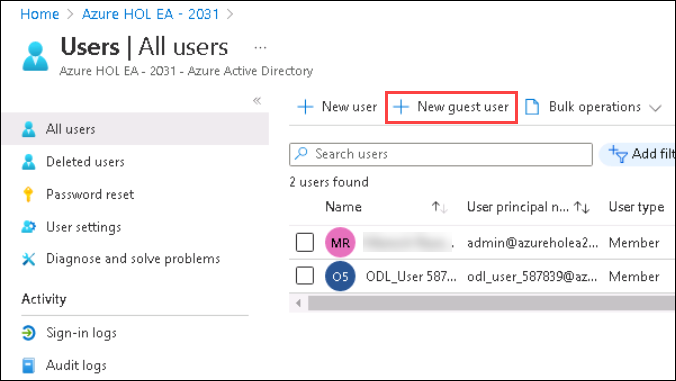 Home > Azure HOL EA - 2031 >
Users | All users ...
Azure HOL EA - 2031 - Azure Active Directory
«
All users
Deleted users
Password reset
User settings
Diagnose and solve problems
Activity
Sign-in logs
Audit logs
+ New user + New guest user Bulk operations
Search users Add filt
2 users found
Name ↑↓ User principal n... ↑↓ User type
MR admin@azureholea2... Member
O5 ODL_User 587... odl_user_587839@az... Member